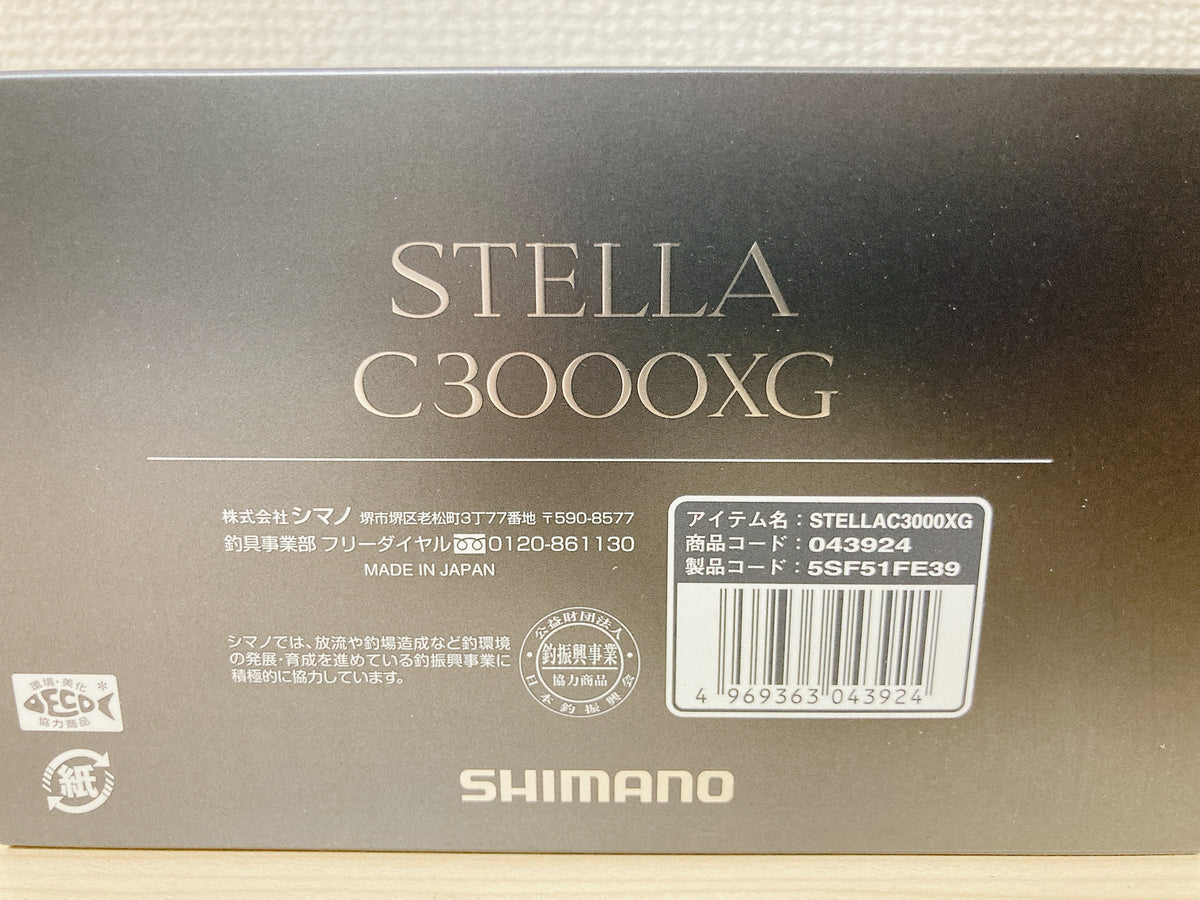 STELLA
C3000XG
株式会社シマノ 堺市堺区老松町3丁77番地 〒590-8577
釣具事業部 フリーダイヤル 0120-861130
MADE IN JAPAN
アイテム名：STELLAC3000XG
商品コード：043924
製品コード：5SF51FE39
4 969363 043924
シマノでは、放流や釣場造成など釣環境
の発展・育成を進めている釣振興事業に
積極的に協力しています。
公益財団法人
釣振興事業
協力商品
日本釣振興会
環境・美化
DECO
協力商品
紙
SHIMANO